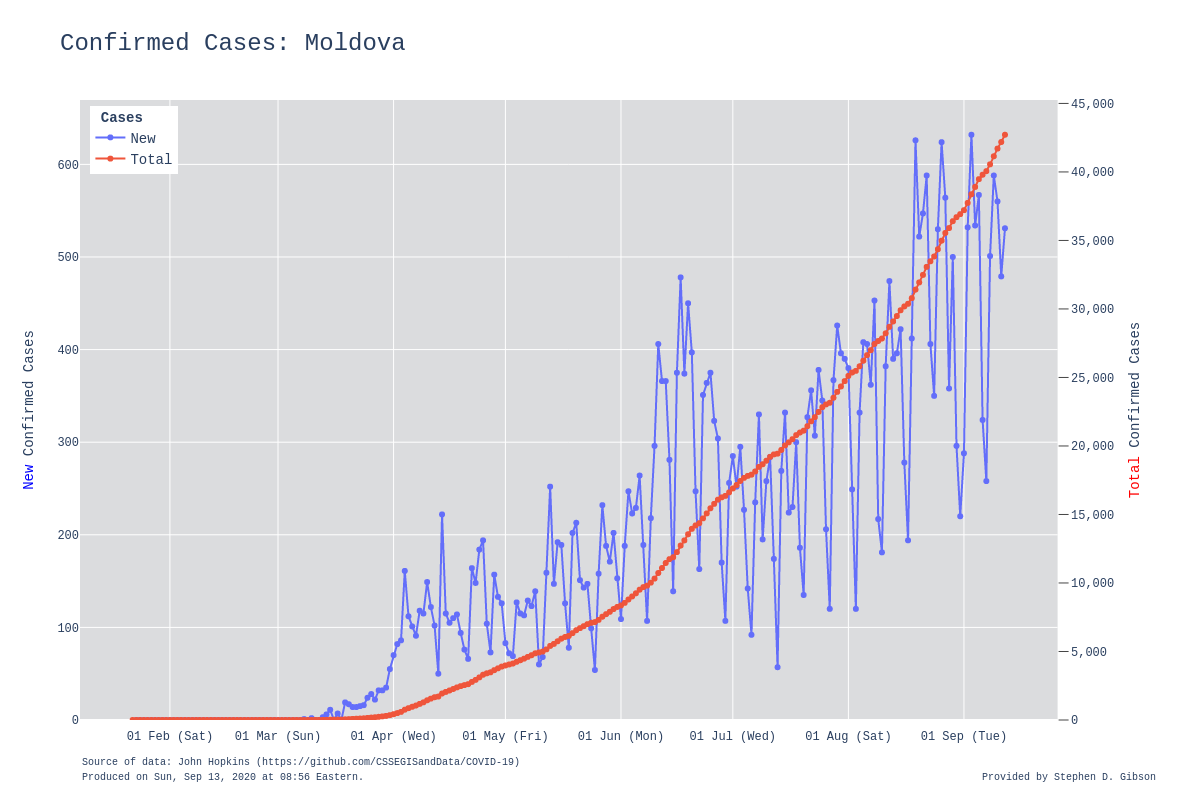 Confirmed Cases: Moldova
Cases
New
Total
600
500
400
300
200
100
0
45,000
40,000
35,000
30,000
25,000
20,000
15,000
10,000
5,000
0
New Confirmed Cases
Total Confirmed Cases
01 Feb (Sat) 01 Mar (Sun) 01 Apr (Wed) 01 May (Fri) 01 Jun (Mon) 01 Jul (Wed) 01 Aug (Sat) 01 Sep (Tue)
Source of data: John Hopkins (https://github.com/CSSEGISandData/COVID-19)
Produced on Sun, Sep 13, 2020 at 08:56 Eastern.
Provided by Stephen D. Gibson